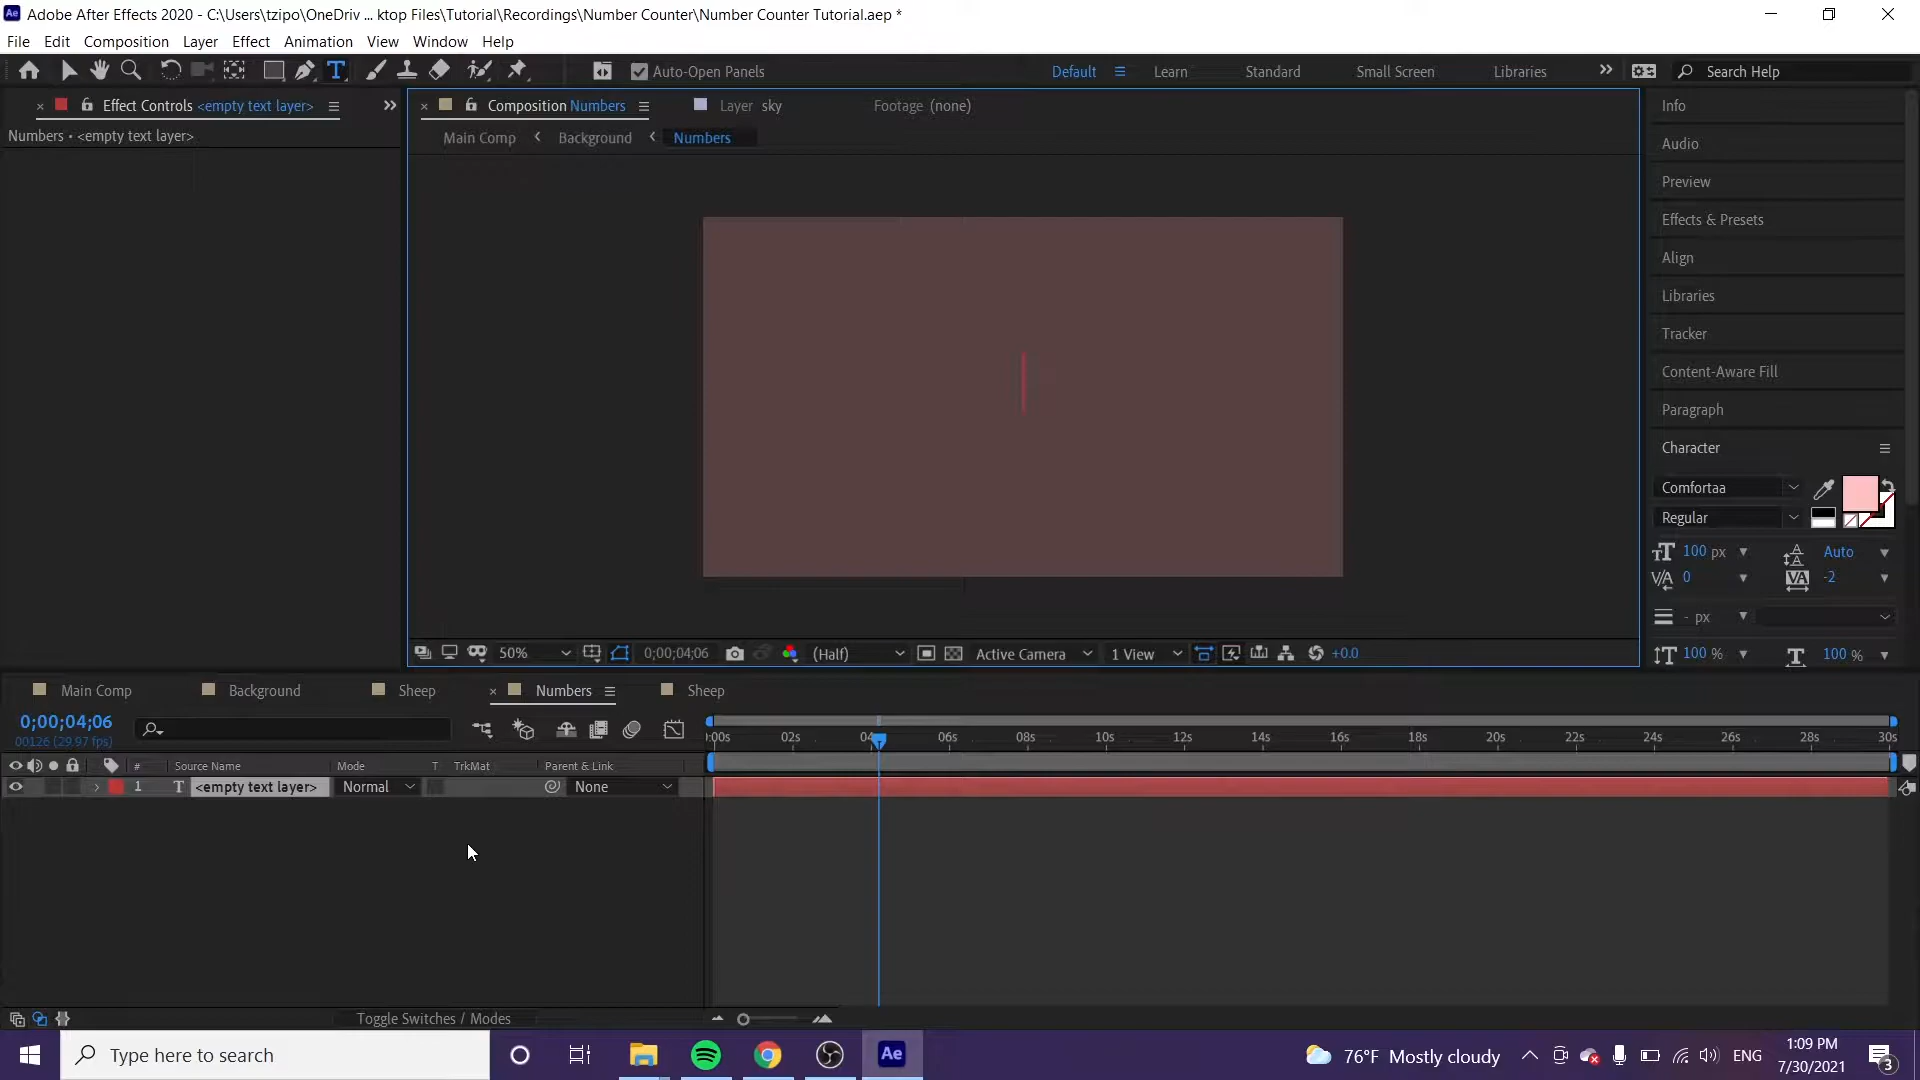 Adobe After Effects 2020 - C:\Users\tzipo\OneDriv ... ktop Files\Tutorial\Recordings\Number Counter\Number Counter Tutorial.aep *
File Edit Composition Layer Effect Animation View Window Help
Auto-Open Panels Default Learn Standard Small Screen Libraries Search Help
Effect Controls <empty text layer>
Composition Numbers Layer sky Footage (none)
Numbers • <empty text layer>
Main Comp Background Numbers
Info
Audio
Preview
Effects & Presets
Align
Libraries
Tracker
Content-Aware Fill
Paragraph
Character
Comfortaa
Regular
100 px Auto
0 -2
- px
100 % 100 %
50% 0;00;04;06 (Half) Active Camera 1 View +0.0
Main Comp Background Sheep Numbers Sheep
0;00;04;06
00126 (29.97 fps)
:00s 02s 04 06s 08s 10s 12s 14s 16s 18s 20s 22s 24s 26s 28s 30s
# Source Name Mode T TrkMat Parent & Link
1 T <empty text layer> Normal None
Toggle Switches / Modes
Type here to search
Ae
76°F Mostly cloudy ENG
1:09 PM
7/30/2021
3